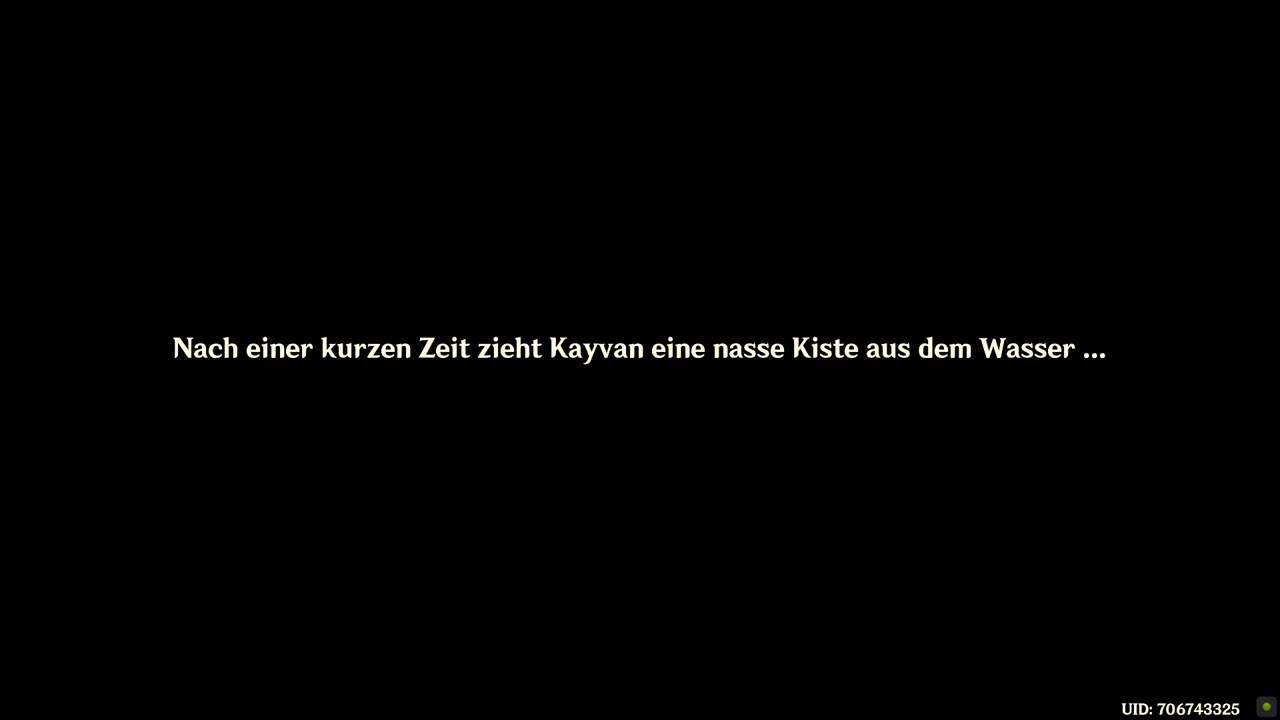 Nach einer kurzen Zeit zieht Kayvan eine nasse Kiste aus dem Wasser ...
UID: 706743325